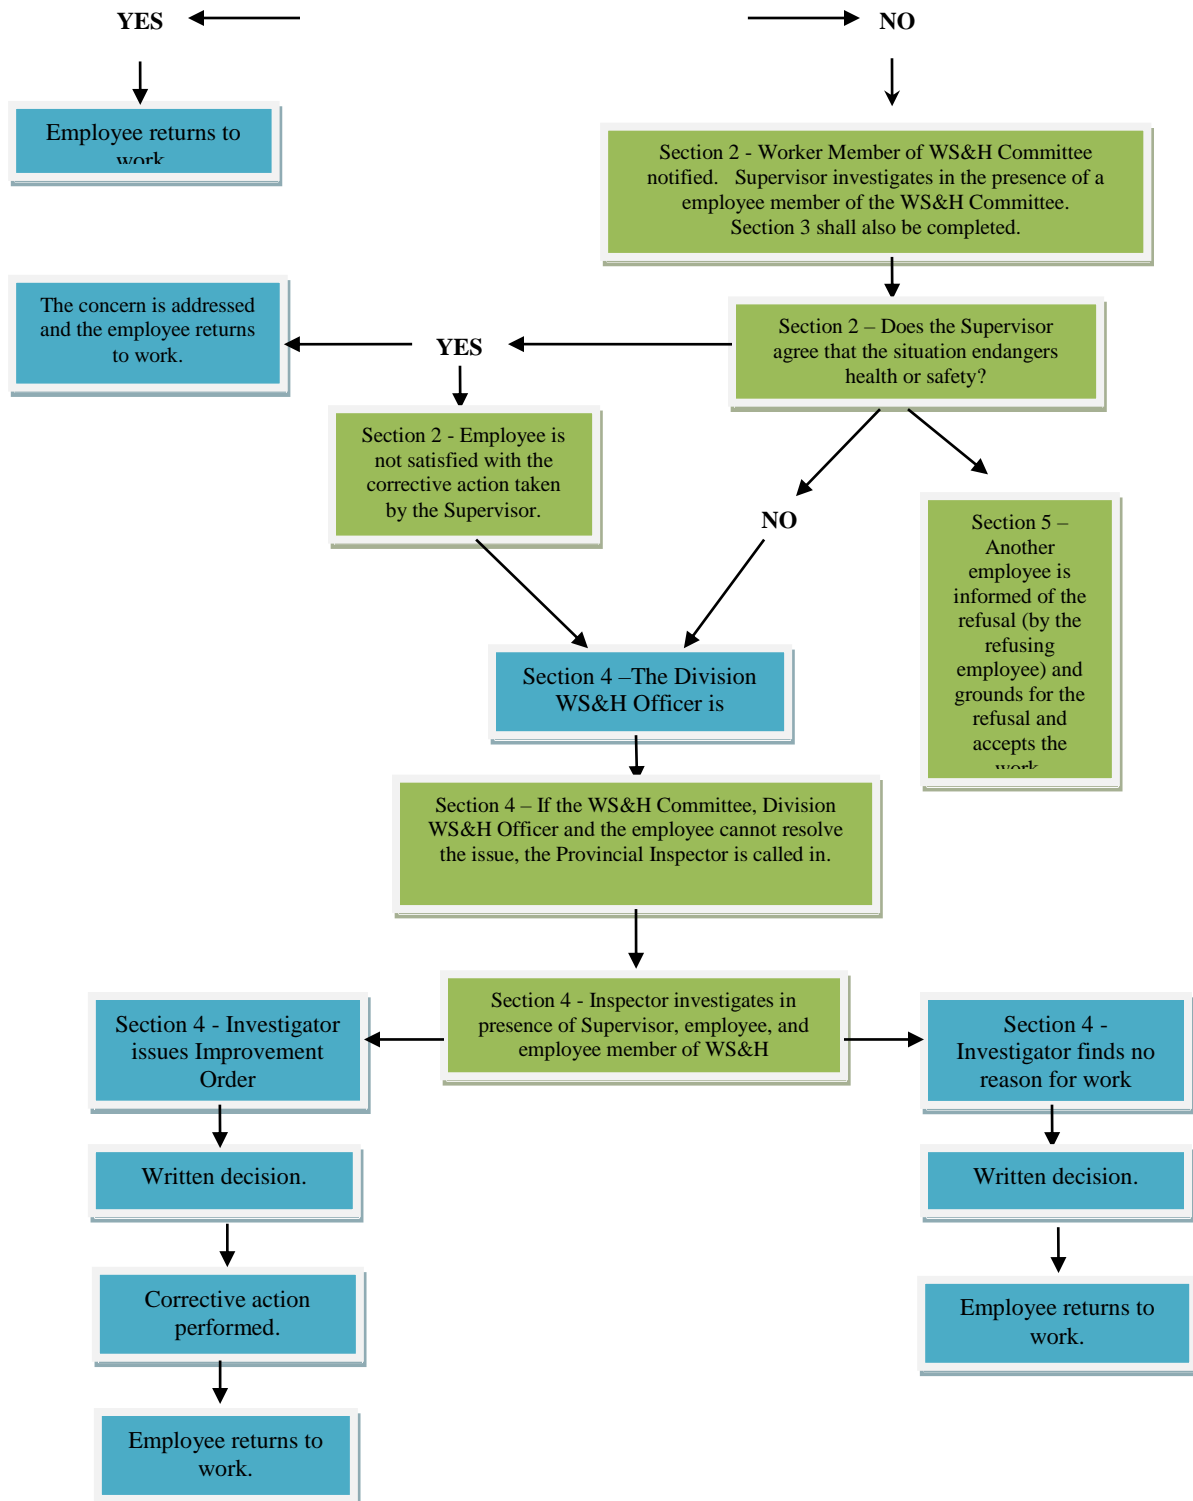 YES
NO
Employee returns to
work
Section 2 - Worker Member of WS&H Committee
notified.   Supervisor investigates in the presence of a
employee member of the WS&H Committee.
Section 3 shall also be completed.
The concern is addressed
and the employee returns
to work.
YES
Section 2 – Does the Supervisor
agree that the situation endangers
health or safety?
Section 2 - Employee is
not satisfied with the
corrective action taken
by the Supervisor.
NO
Section 5 –
Another
employee is
informed of the
refusal (by the
refusing
employee) and
grounds for the
refusal and
accepts the
work
Section 4 –The Division
WS&H Officer is
Section 4 – If the WS&H Committee, Division
WS&H Officer and the employee cannot resolve
the issue, the Provincial Inspector is called in.
Section 4 - Inspector investigates in
presence of Supervisor, employee, and
employee member of WS&H
Section 4 - Investigator
issues Improvement
Order
Section 4 -
Investigator finds no
reason for work
Written decision.
Written decision.
Corrective action
performed.
Employee returns to
work.
Employee returns to
work.